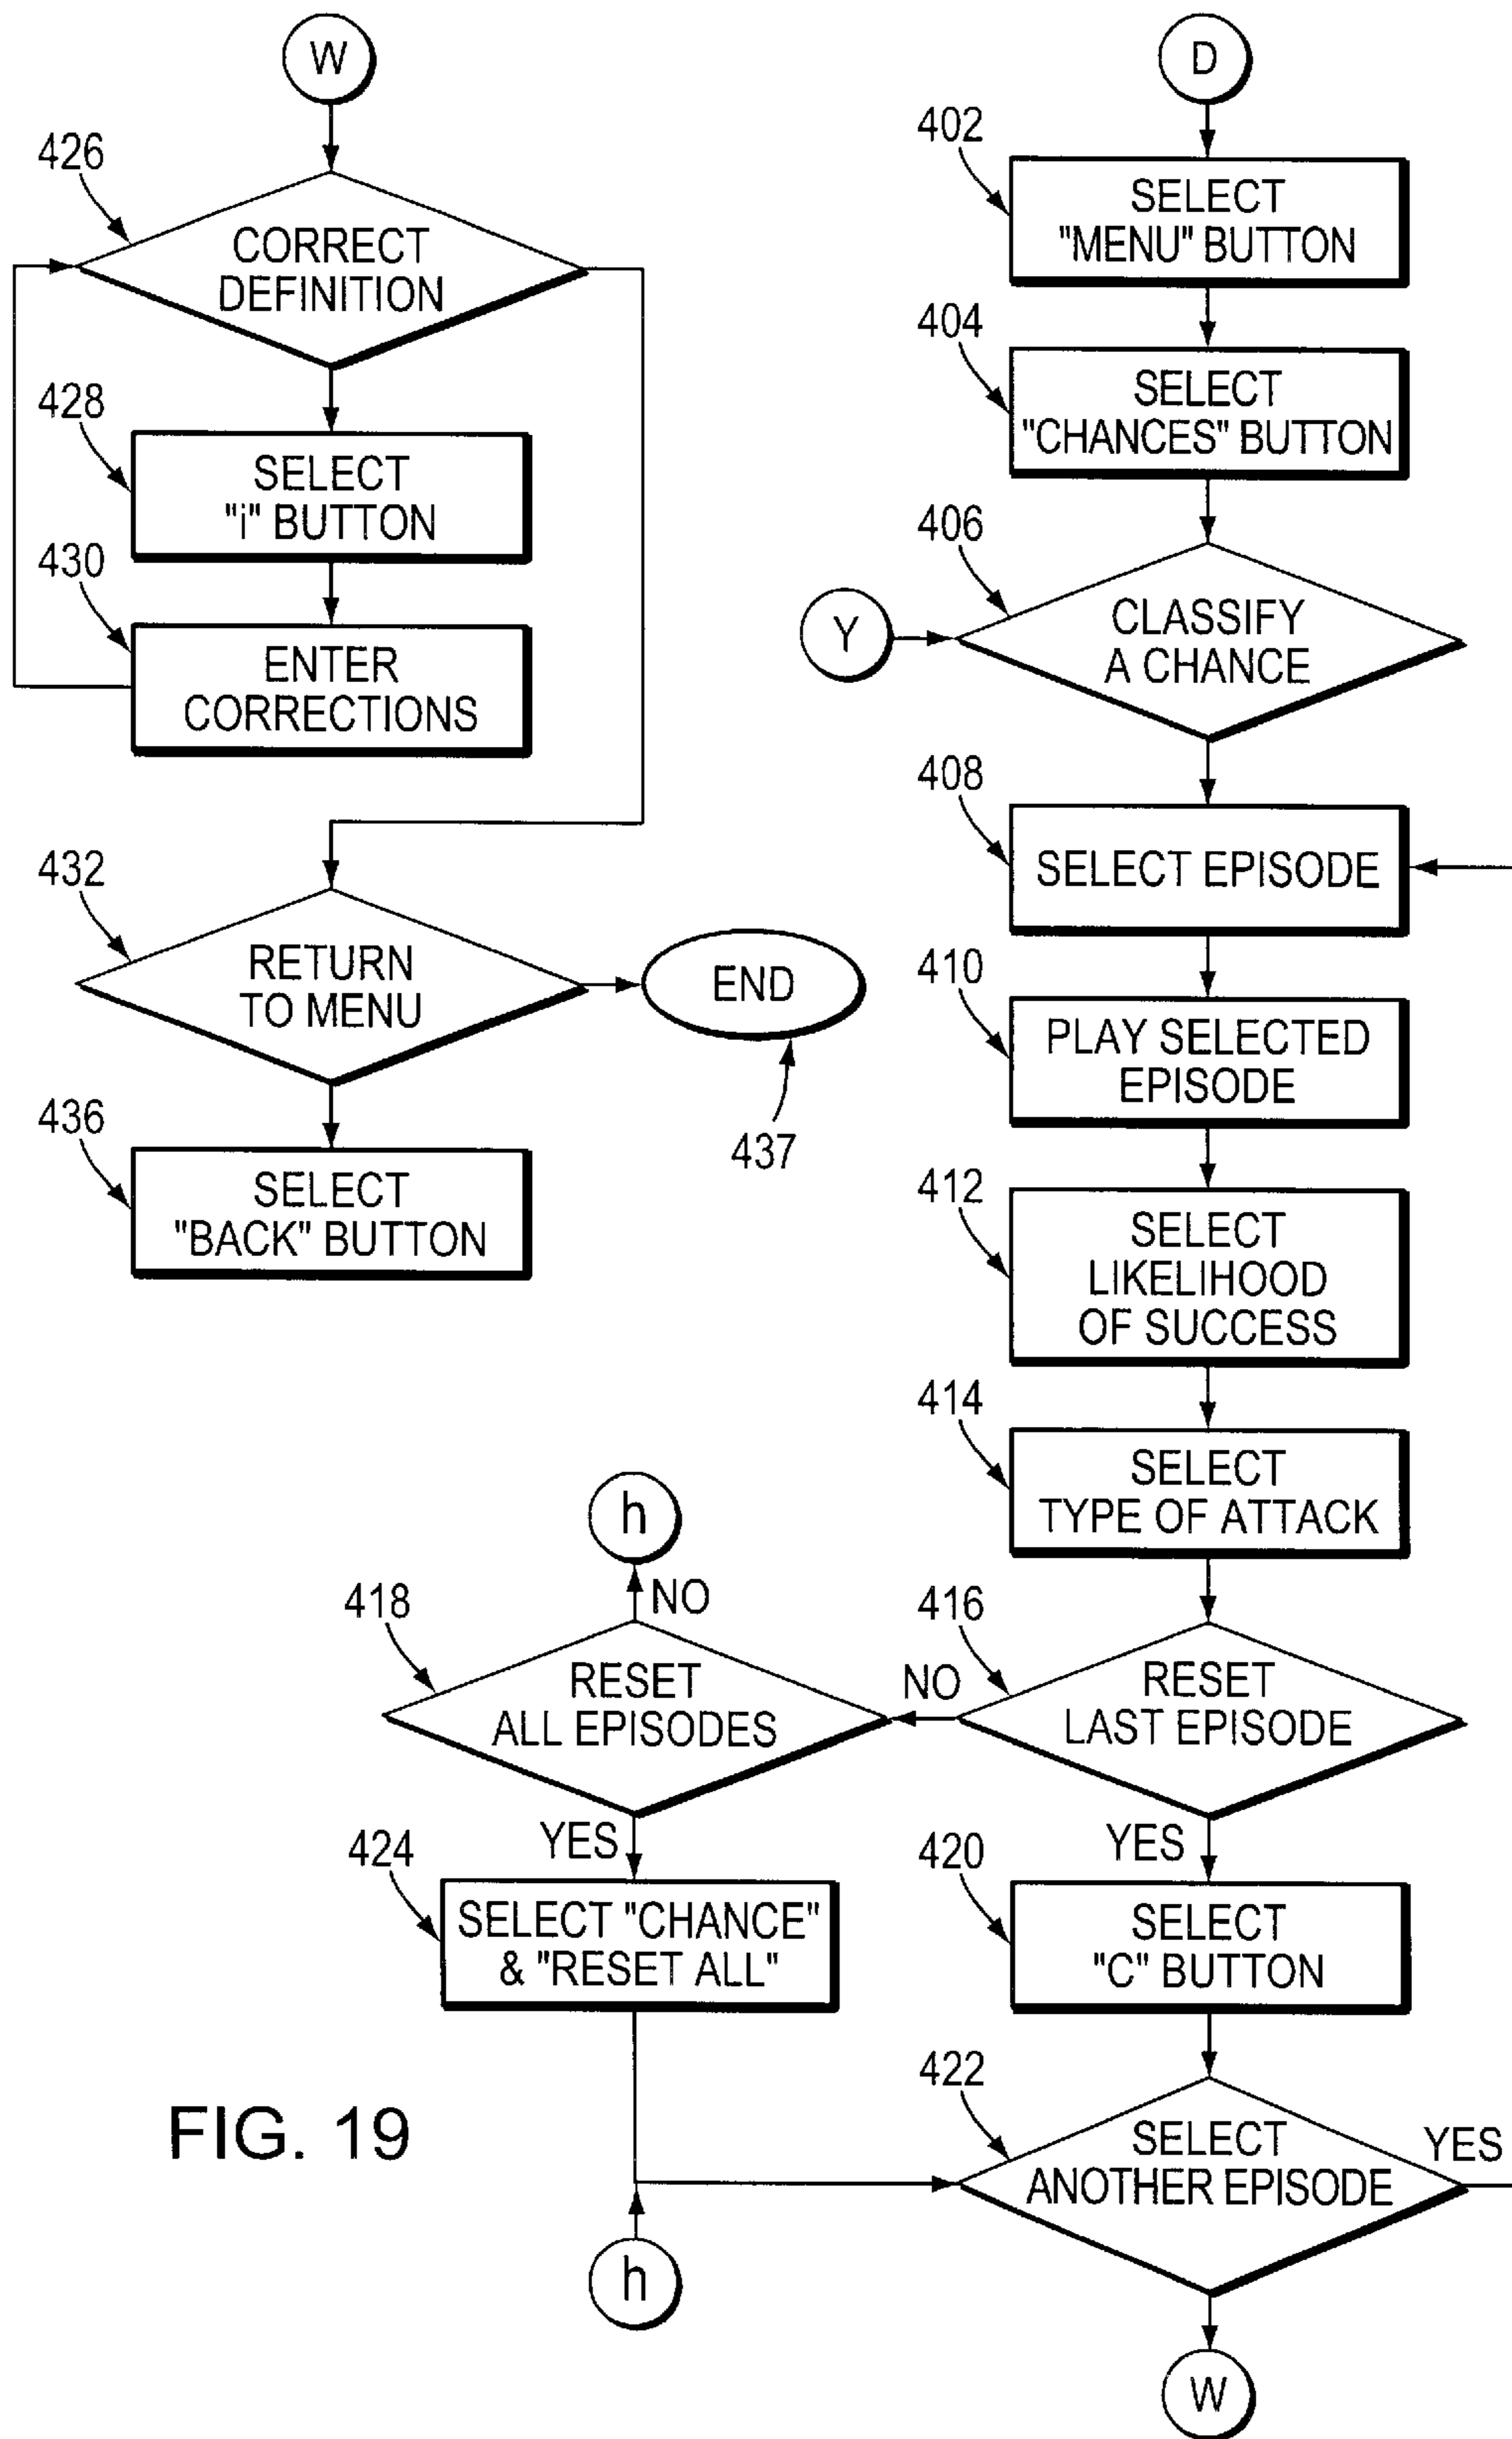 W
426
CORRECT
DEFINITION
428
SELECT
"i" BUTTON
430
ENTER
CORRECTIONS
432
RETURN
TO MENU
END
437
436
SELECT
"BACK" BUTTON
D
402
SELECT
"MENU" BUTTON
404
SELECT
"CHANCES" BUTTON
406
Y
CLASSIFY
A CHANCE
408
SELECT EPISODE
410
PLAY SELECTED
EPISODE
412
SELECT
LIKELIHOOD
OF SUCCESS
414
SELECT
TYPE OF ATTACK
416
RESET
LAST EPISODE
NO
h
NO
418
RESET
ALL EPISODES
YES
424
SELECT "CHANCE"
& "RESET ALL"
YES
420
SELECT
"C" BUTTON
422
SELECT
ANOTHER EPISODE
YES
h
W
FIG. 19